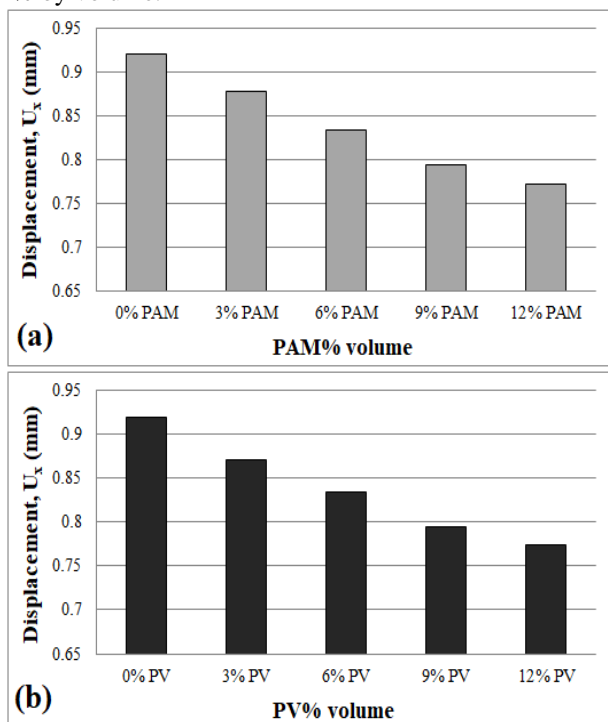 0.95
0.9
0.85
0.8
0.75
0.7
0.65
Displacement, Uₓ (mm)
0% PAM 3% PAM 6% PAM 9% PAM 12% PAM
(a)
PAM% volume
0.95
0.9
0.85
0.8
0.75
0.7
0.65
Displacement, Uₓ (mm)
0% PV 3% PV 6% PV 9% PV 12% PV
(b)
PV% volume